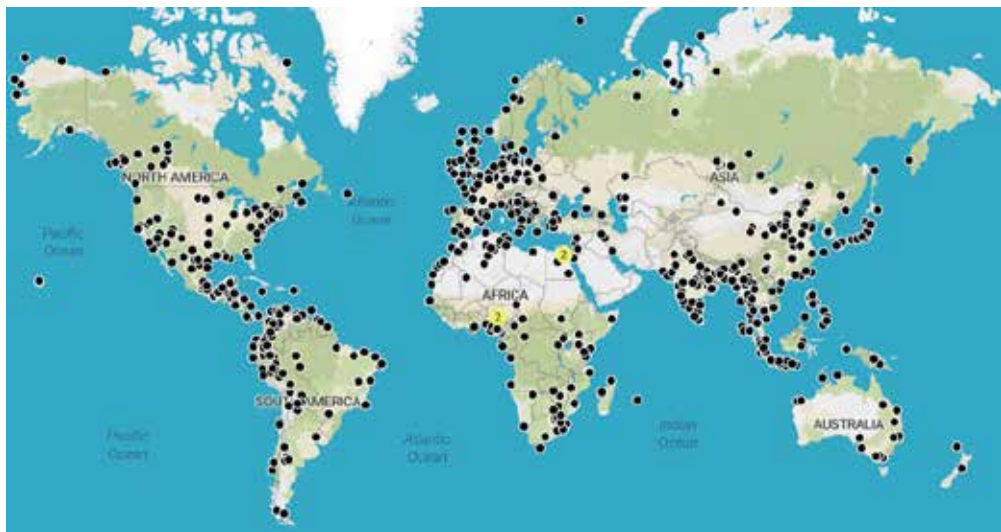 NORTH AMERICA
ASIA
Atlantic
Ocean
Pacific
Ocean
2
AFRICA
2
SOUTH AMERICA
AUSTRALIA
Pacific
Ocean
Atlantic
Ocean
Indian
Ocean